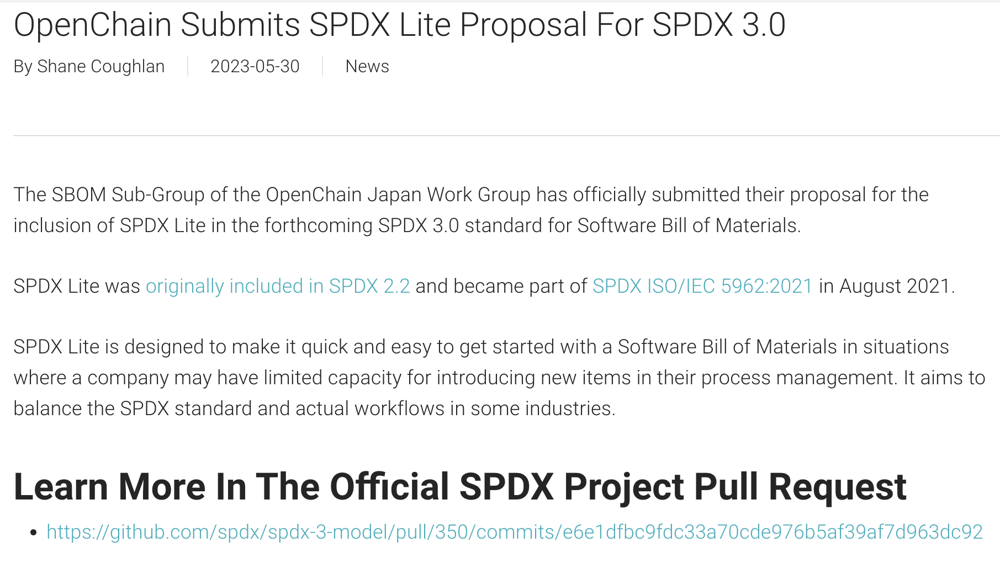 OpenChain Submits SPDX Lite Proposal For SPDX 3.0
By Shane Coughlan 2023-05-30 News
The SBOM Sub-Group of the OpenChain Japan Work Group has officially submitted their proposal for the
inclusion of SPDX Lite in the forthcoming SPDX 3.0 standard for Software Bill of Materials.
SPDX Lite was originally included in SPDX 2.2 and became part of SPDX ISO/IEC 5962:2021 in August 2021.
SPDX Lite is designed to make it quick and easy to get started with a Software Bill of Materials in situations
where a company may have limited capacity for introducing new items in their process management. It aims to
balance the SPDX standard and actual workflows in some industries.
Learn More In The Official SPDX Project Pull Request
• https://github.com/spdx/spdx-3-model/pull/350/commits/e6e1dfbc9fdc33a70cde976b5af39af7d963dc92